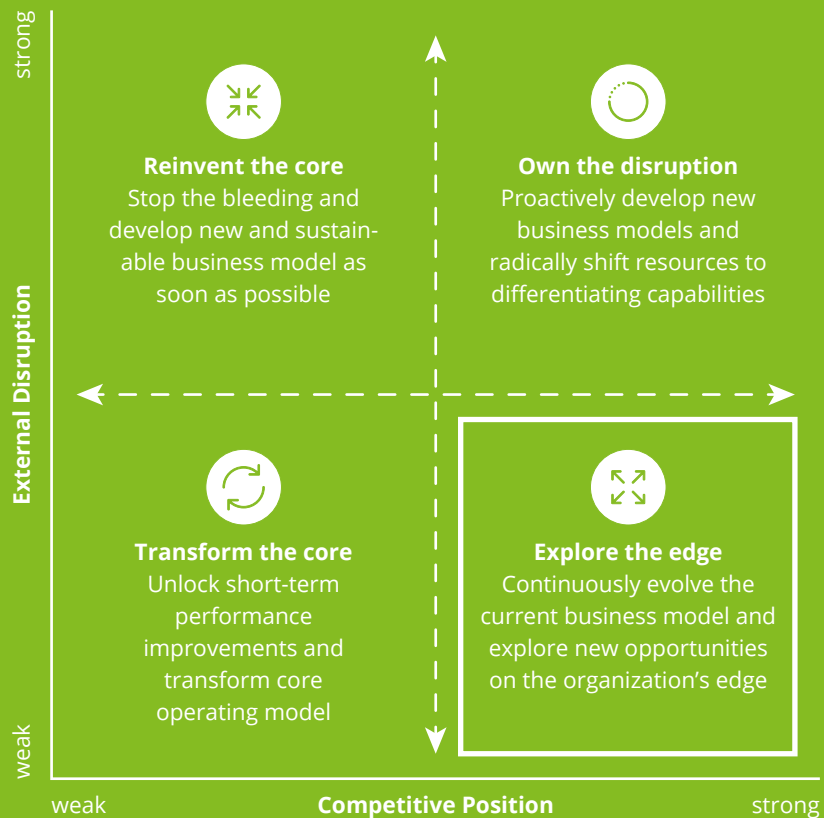 strong
External Disruption
weak
Reinvent the core
Stop the bleeding and
develop new and sustain-
able business model as
soon as possible
Own the disruption
Proactively develop new
business models and
radically shift resources to
differentiating capabilities
Transform the core
Unlock short-term
performance
improvements and
transform core
operating model
Explore the edge
Continuously evolve the
current business model and
explore new opportunities
on the organization’s edge
weak
Competitive Position
strong